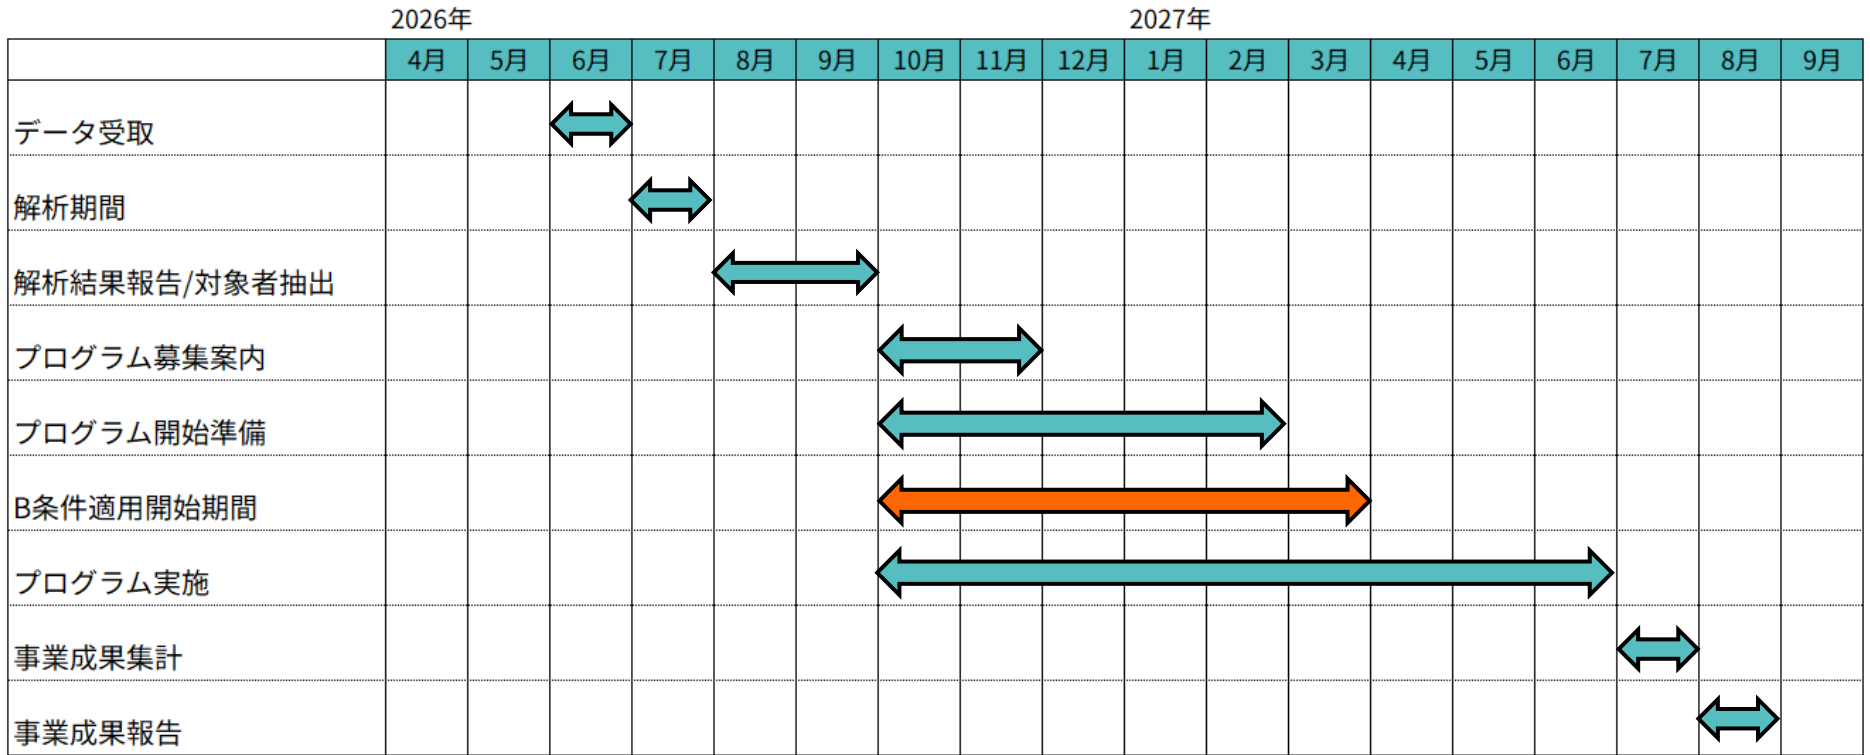 2026年 2027年
4月 5月 6月 7月 8月 9月 10月 11月 12月 1月 2月 3月 4月 5月 6月 7月 8月 9月
データ受取
解析期間
解析結果報告/対象者抽出
プログラム募集案内
プログラム開始準備
B条件適用開始期間
プログラム実施
事業成果集計
事業成果報告